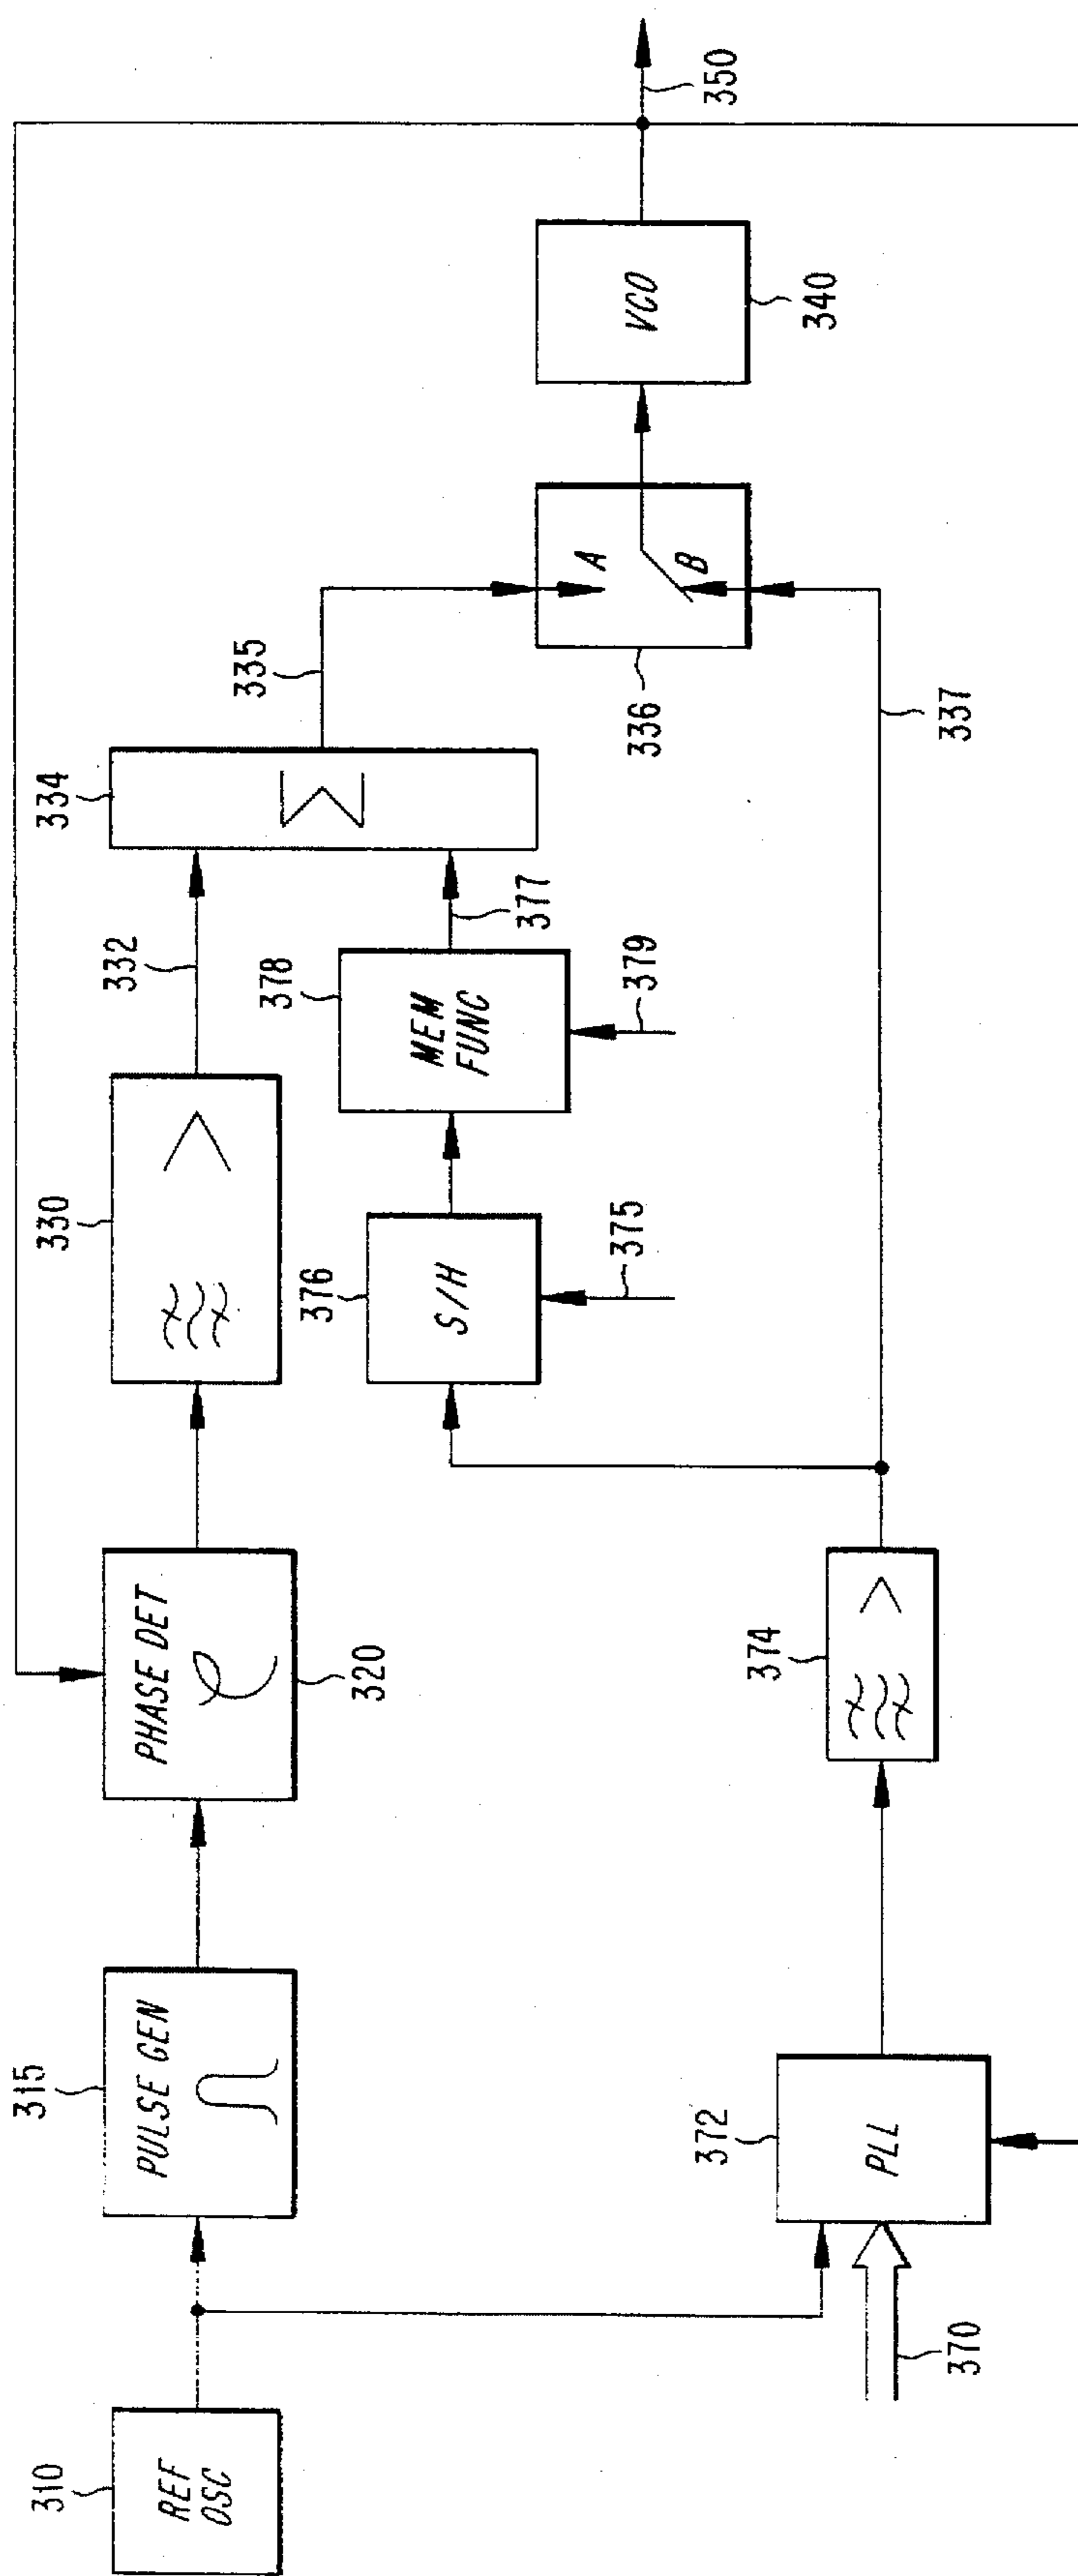 310
REF
OSC
315
PULSE GEN
PHASE DET
320
330
332
334
Σ
335
376
S/H
375
378
MEM
FUNC
377
379
336
A
B
337
VCO
340
350
370
372
PLL
374